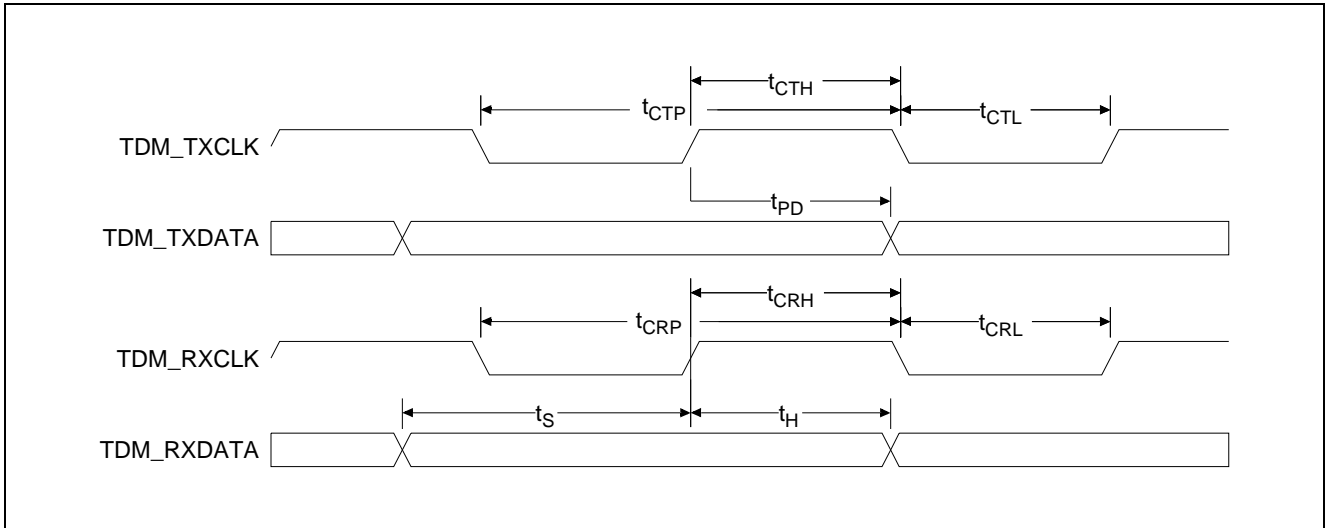 tCTH
tCTP
tCTL
TDM_TXCLK
tPD
TDM_TXDATA
tCRH
tCRP
tCRL
TDM_RXCLK
tS
tH
TDM_RXDATA